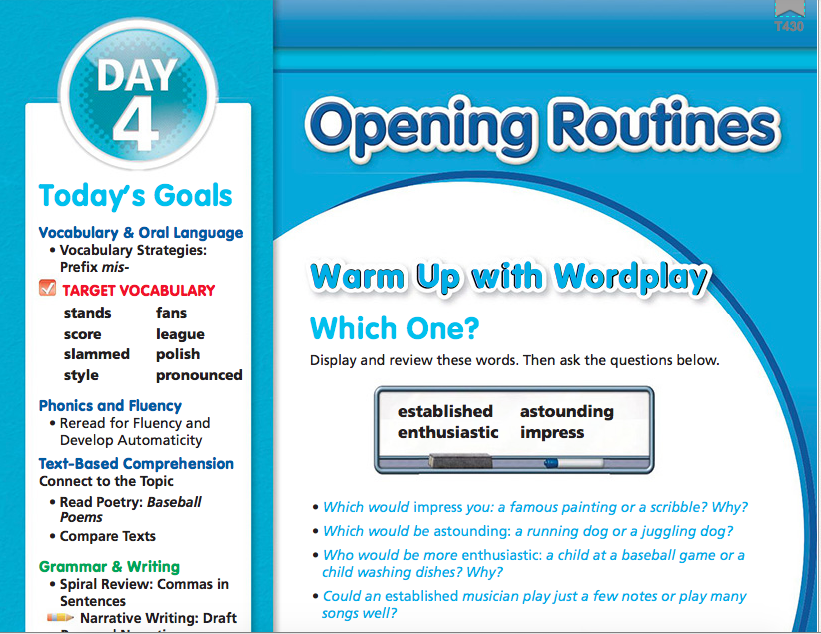 T430
DAY
4
Opening Routines
Today's Goals
Vocabulary & Oral Language
• Vocabulary Strategies:
Prefix mis-
TARGET VOCABULARY
stands fans
score league
slammed polish
style pronounced
Phonics and Fluency
• Reread for Fluency and
Develop Automaticity
Text-Based Comprehension
Connect to the Topic
• Read Poetry: Baseball
Poems
• Compare Texts
Grammar & Writing
• Spiral Review: Commas in
Sentences
Narrative Writing: Draft
Warm Up with Wordplay
Which One?
Display and review these words. Then ask the questions below.
established astounding
enthusiastic impress
• Which would impress you: a famous painting or a scribble? Why?
• Which would be astounding: a running dog or a juggling dog?
• Who would be more enthusiastic: a child at a baseball game or a
child washing dishes? Why?
• Could an established musician play just a few notes or play many
songs well?